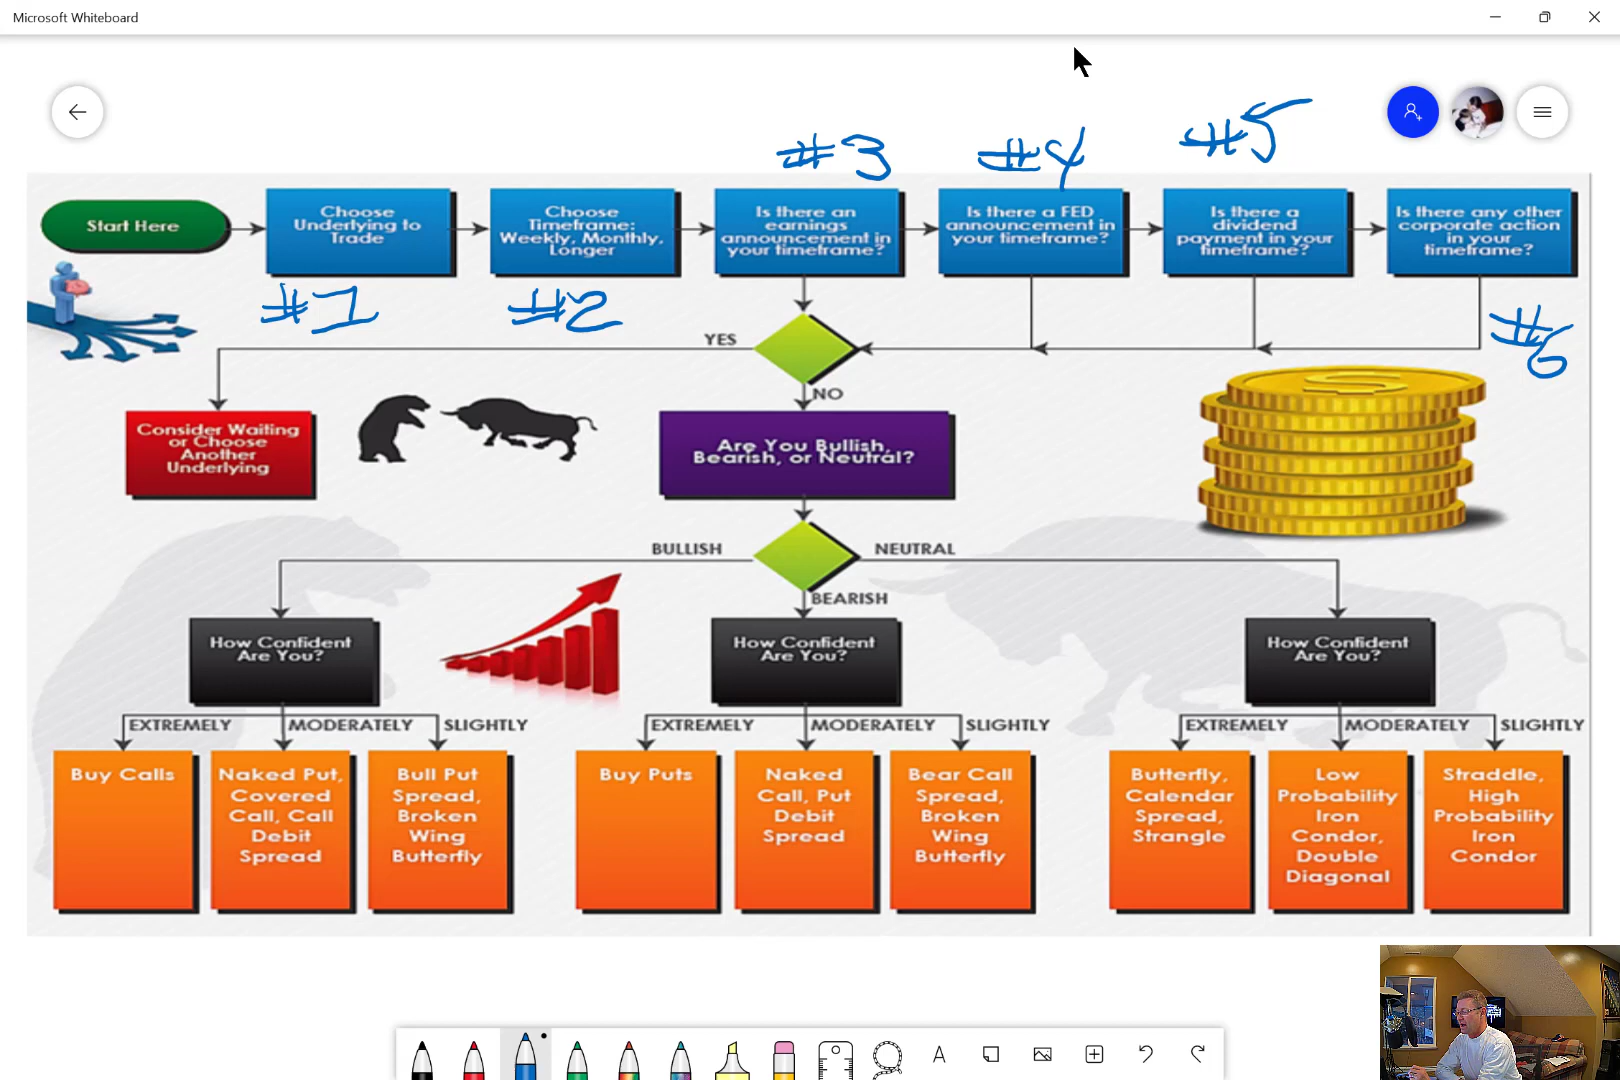 Microsoft Whiteboard
#3
#4
#5
Start Here
Choose
Underlying to
Trade
Choose
Timeframe:
Weekly, Monthly,
Longer
Is there an
earnings
announcement in
your timeframe?
Is there a FED
announcement in
your timeframe?
Is there a
dividend
payment in your
timeframe?
Is there any other
corporate action
in your
timeframe?
#1
#2
#6
YES
NO
Consider Waiting
or Choose
Another
Underlying
Are You Bullish,
Bearish, or Neutral?
BULLISH
NEUTRAL
BEARISH
How Confident
Are You?
How Confident
Are You?
How Confident
Are You?
EXTREMELY
MODERATELY
SLIGHTLY
EXTREMELY
MODERATELY
SLIGHTLY
EXTREMELY
MODERATELY
SLIGHTLY
Buy Calls
Naked Put,
Covered
Call, Call
Debit
Spread
Bull Put
Spread,
Broken
Wing
Butterfly
Buy Puts
Naked
Call, Put
Debit
Spread
Bear Call
Spread,
Broken
Wing
Butterfly
Butterfly,
Calendar
Spread,
Strangle
Low
Probability
Iron
Condor,
Double
Diagonal
Straddle,
High
Probability
Iron
Condor